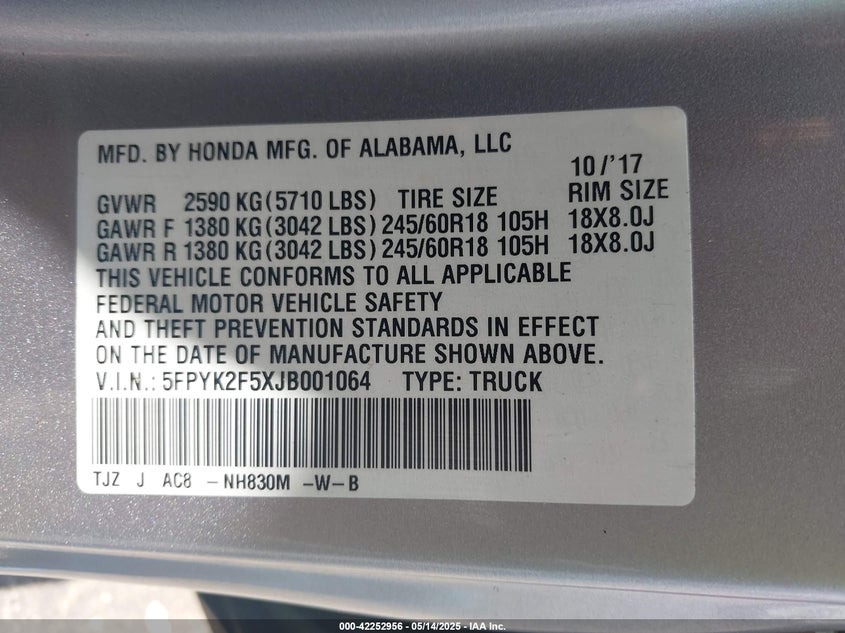 MFD. BY HONDA MFG. OF ALABAMA, LLC
10/'17
GVWR 2590 KG(5710 LBS) TIRE SIZE RIM SIZE
GAWR F 1380 KG(3042 LBS) 245/60R18 105H 18X8.0J
GAWR R 1380 KG(3042 LBS) 245/60R18 105H 18X8.0J
THIS VEHICLE CONFORMS TO ALL APPLICABLE
FEDERAL MOTOR VEHICLE SAFETY
AND THEFT PREVENTION STANDARDS IN EFFECT
ON THE DATE OF MANUFACTURE SHOWN ABOVE.
V.I.N.: 5FPYK2F5XJB001064 TYPE: TRUCK
TJZ J AC8 -NH830M -W-B
000-42252956 - 05/14/2025 - IAA Inc.